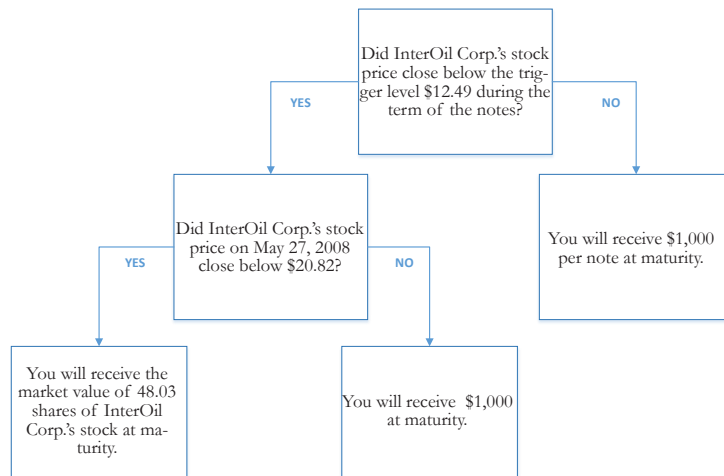 Did InterOil Corp.'s stock
price close below the trig-
ger level $12.49 during the
term of the notes?
YES
NO
Did InterOil Corp.'s stock
price on May 27, 2008
close below $20.82?
You will receive $1,000
per note at maturity.
YES
NO
You will receive the
market value of 48.03
shares of InterOil
Corp.'s stock at ma-
turity.
You will receive $1,000
at maturity.